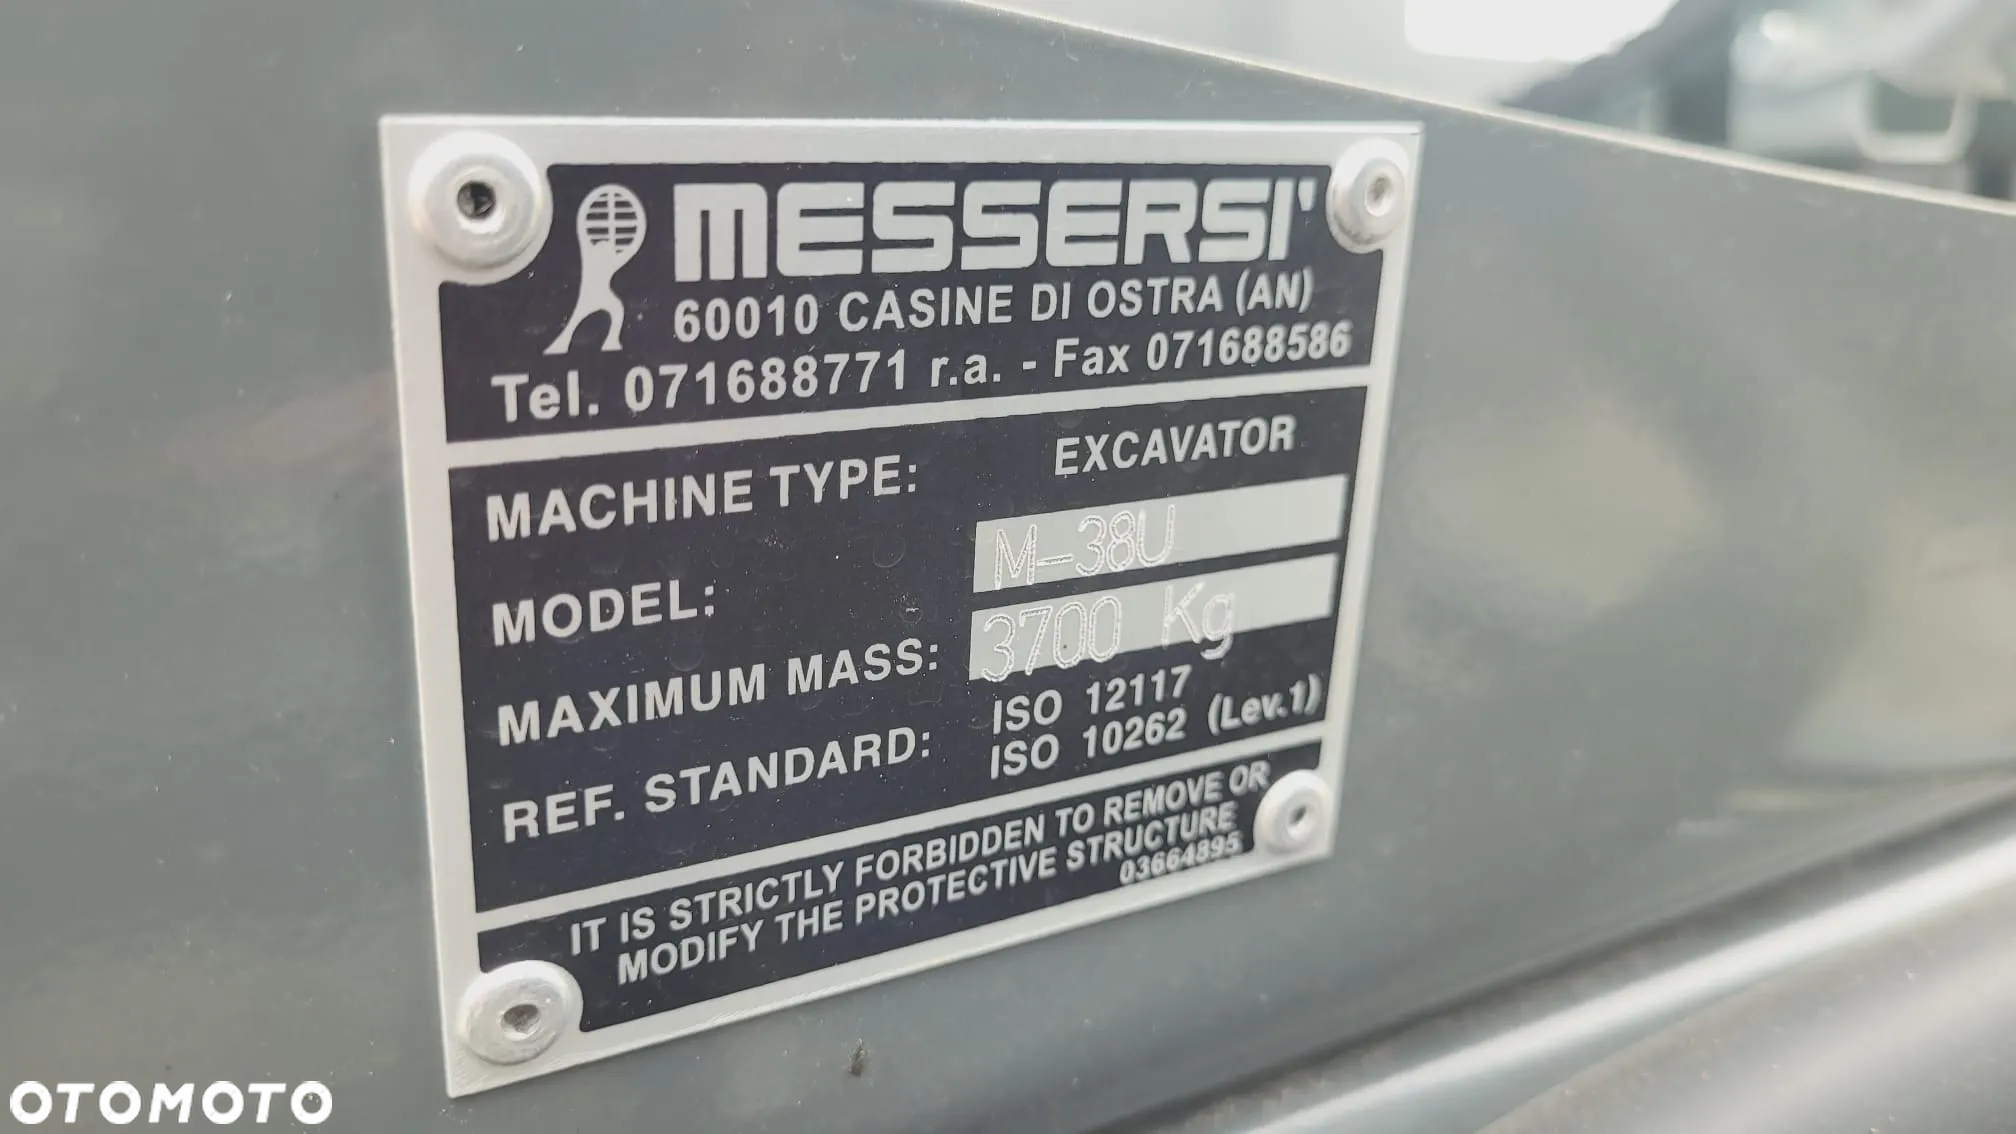 MESSERSI'
60010 CASINE DI OSTRA (AN)
Tel. 071688771 r.a. - Fax 071688586
MACHINE TYPE: EXCAVATOR
MODEL: M-38U
MAXIMUM MASS: 3700 Kg
REF. STANDARD: ISO 12117
ISO 10262 (Lev.1)
IT IS STRICTLY FORBIDDEN TO REMOVE OR
MODIFY THE PROTECTIVE STRUCTURE
03664895
OTOMOTO